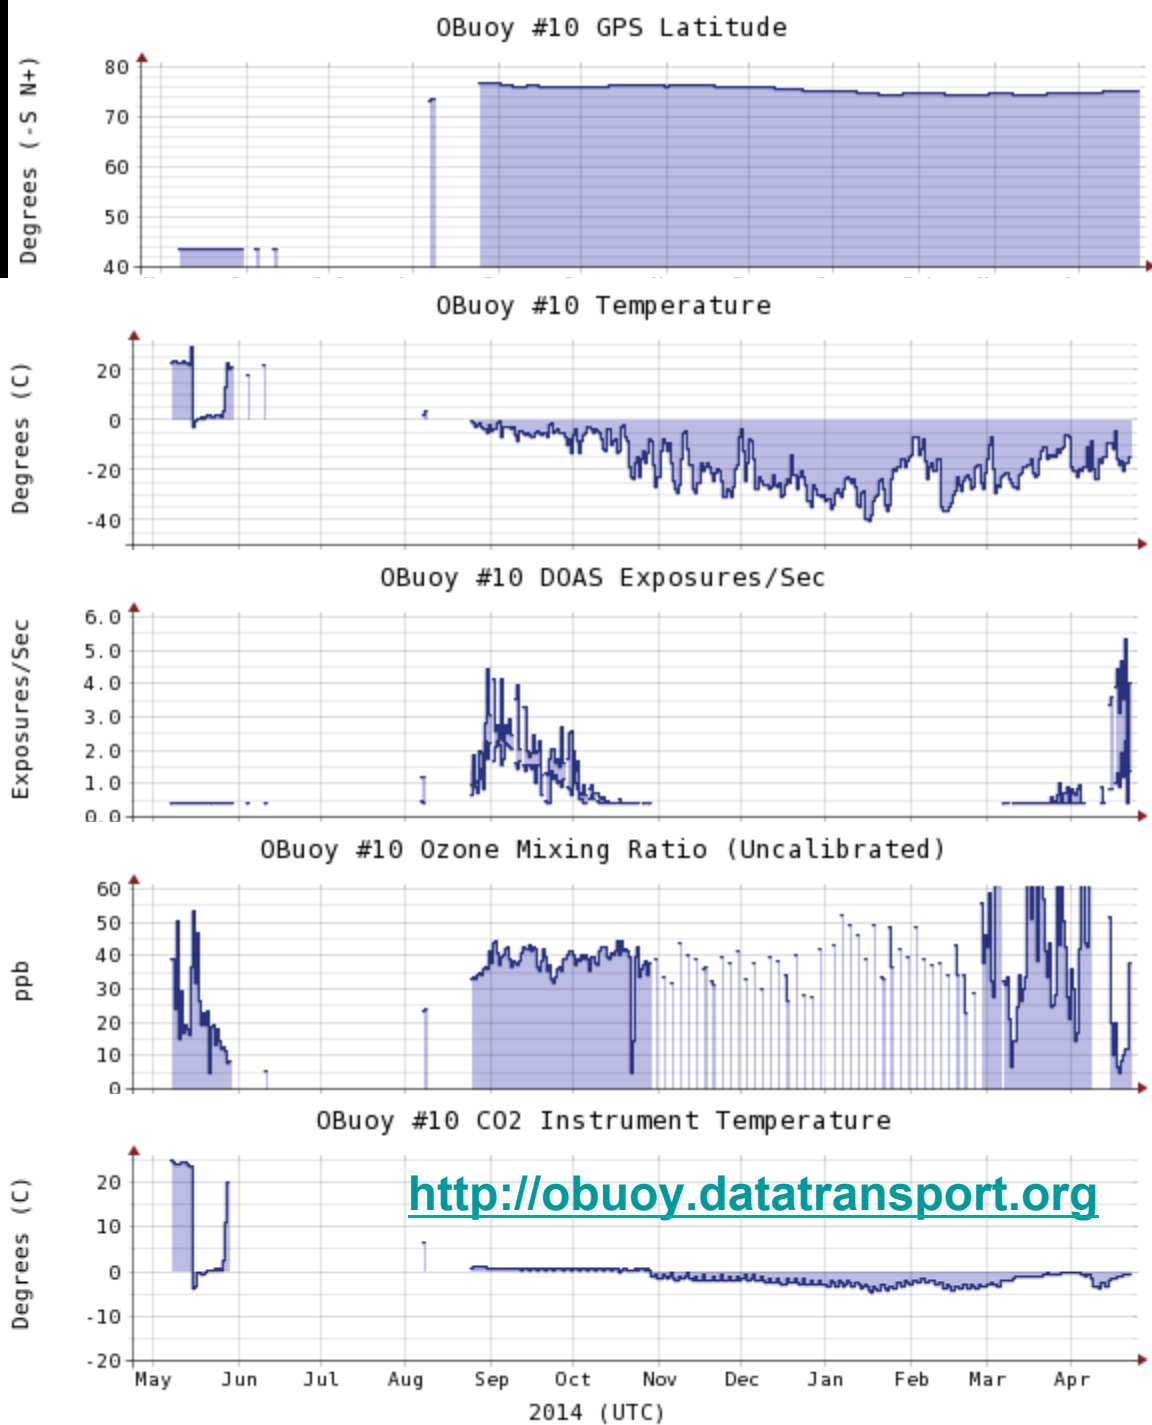 OBuoy #10 GPS Latitude
Degrees (-S N+)
80
70
60
50
40
OBuoy #10 Temperature
Degrees (C)
20
0
-20
-40
OBuoy #10 DOAS Exposures/Sec
Exposures/Sec
6.0
5.0
4.0
3.0
2.0
1.0
0.0
OBuoy #10 Ozone Mixing Ratio (Uncalibrated)
ppb
60
50
40
30
20
10
0
OBuoy #10 CO2 Instrument Temperature
http://obuoy.datatransport.org
Degrees (C)
20
10
0
-10
-20
May Jun Jul Aug Sep Oct Nov Dec Jan Feb Mar Apr
2014 (UTC)